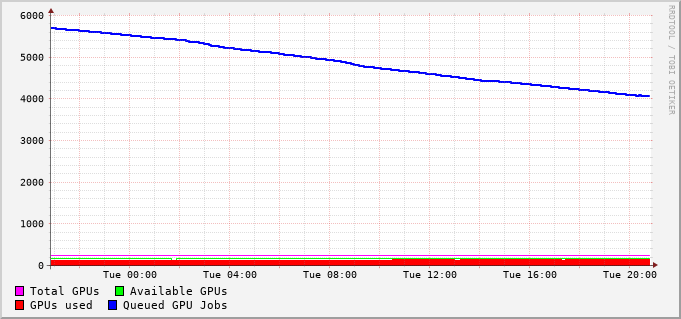 6000
5000
4000
3000
2000
1000
0
Tue 00:00 Tue 04:00 Tue 08:00 Tue 12:00 Tue 16:00 Tue 20:00
Total GPUs Available GPUs
GPUs used Queued GPU Jobs
RRDTOOL / TOBI OETIKER